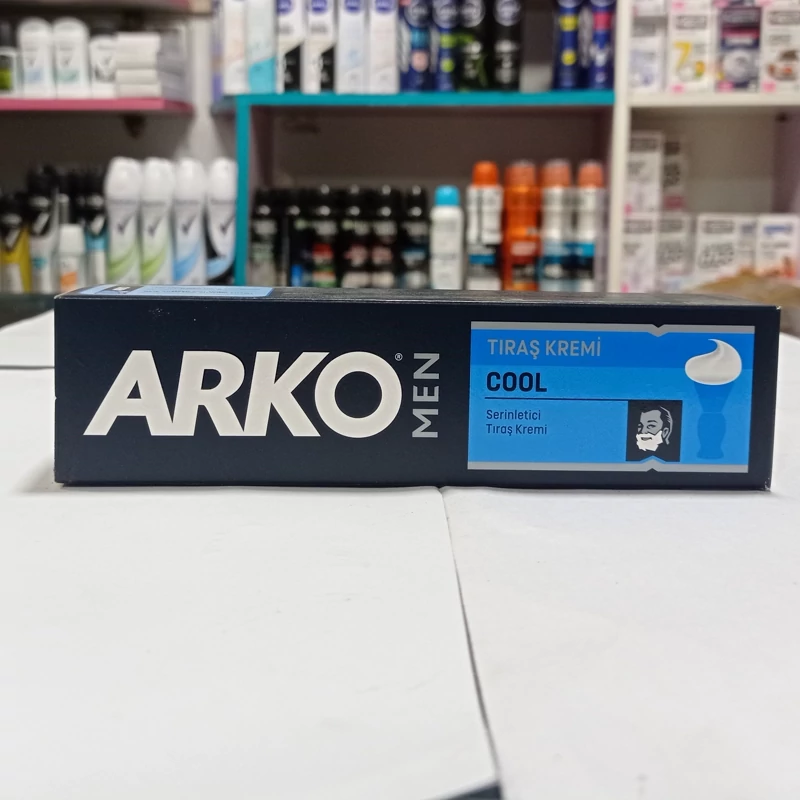 ARKO®
MEN
TIRAŞ KREMİ
COOL
Serinletici
Tıraş Kremi